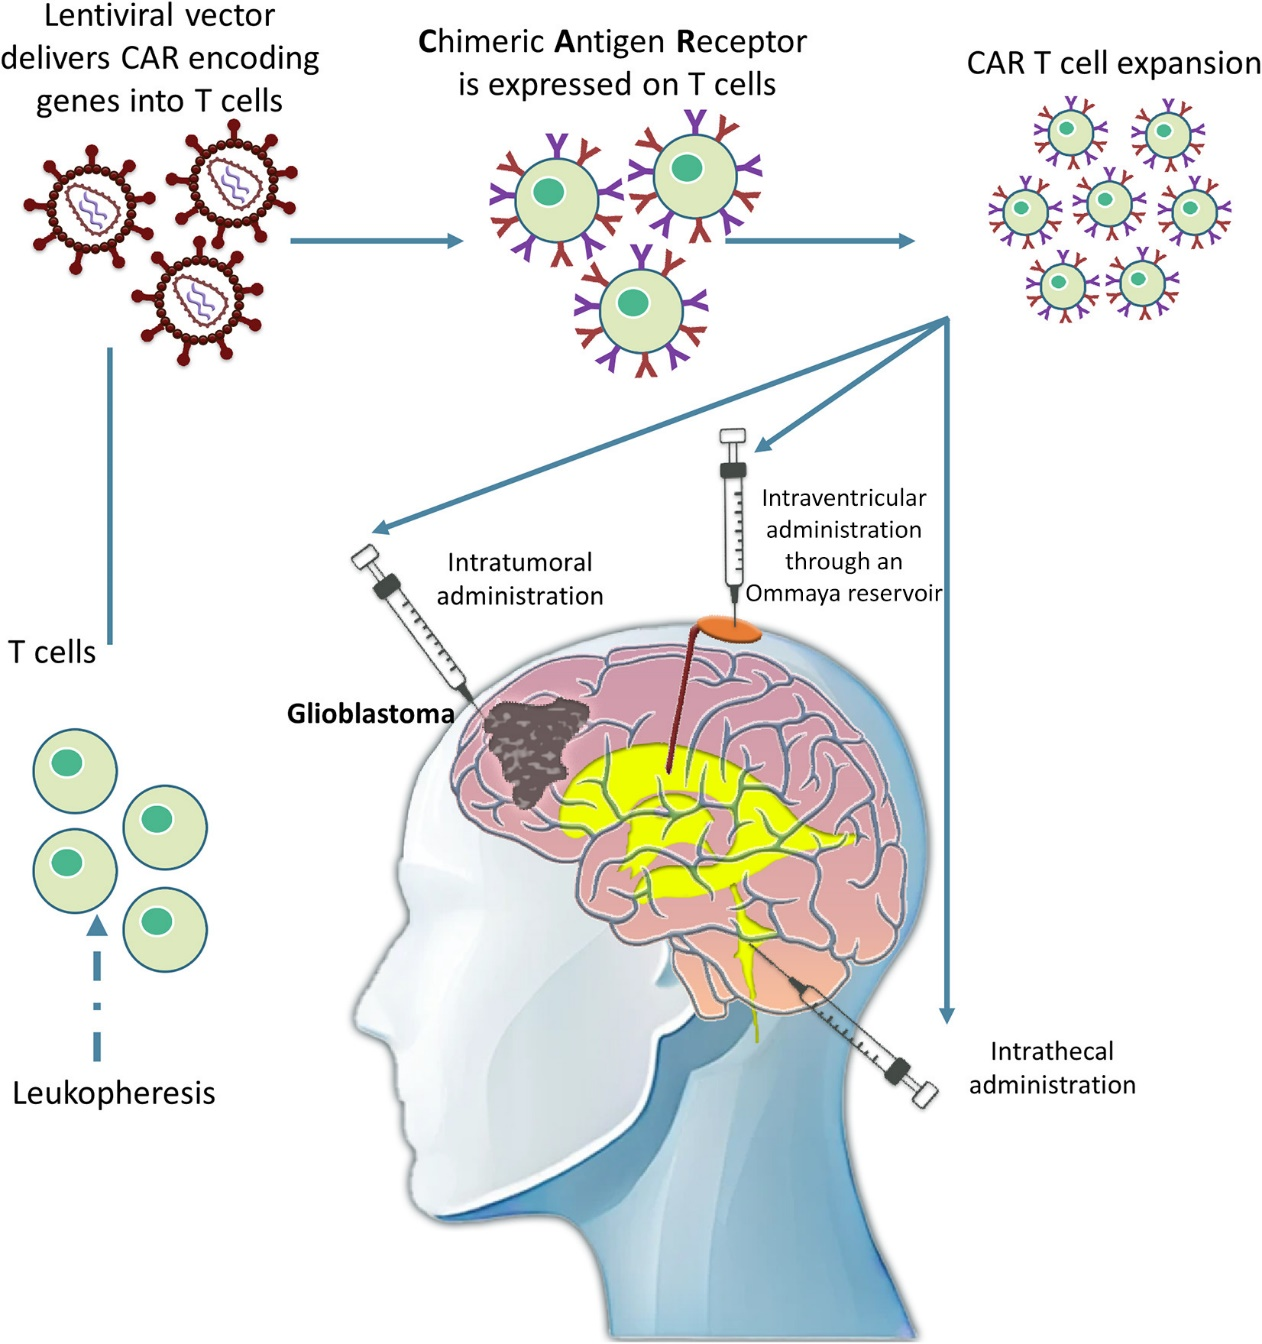 Lentiviral vector
delivers CAR encoding
genes into T cells
Chimeric Antigen Receptor
is expressed on T cells
CAR T cell expansion
Intraventricular
administration
through an
Ommaya reservoir
Intratumoral
administration
T cells
Glioblastoma
Leukopheresis
Intrathecal
administration